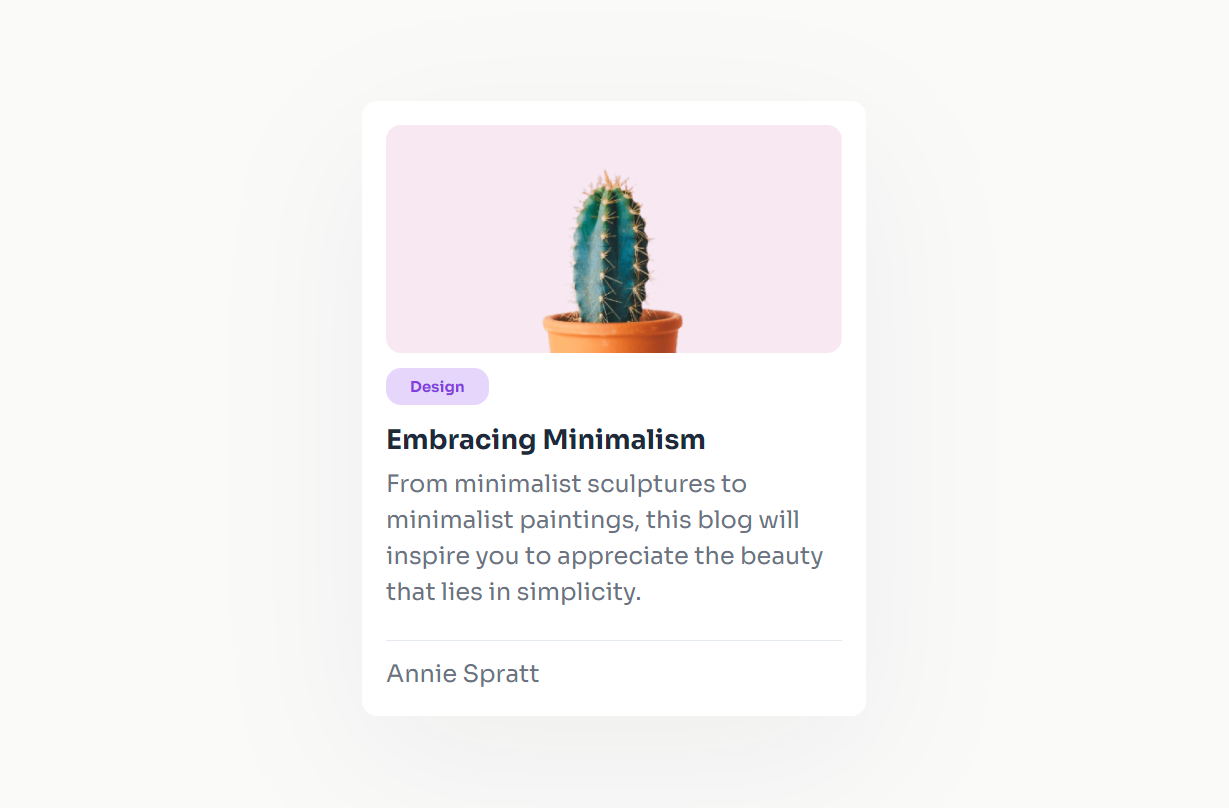 Design
Embracing Minimalism
From minimalist sculptures to
minimalist paintings, this blog will
inspire you to appreciate the beauty
that lies in simplicity.
Annie Spratt